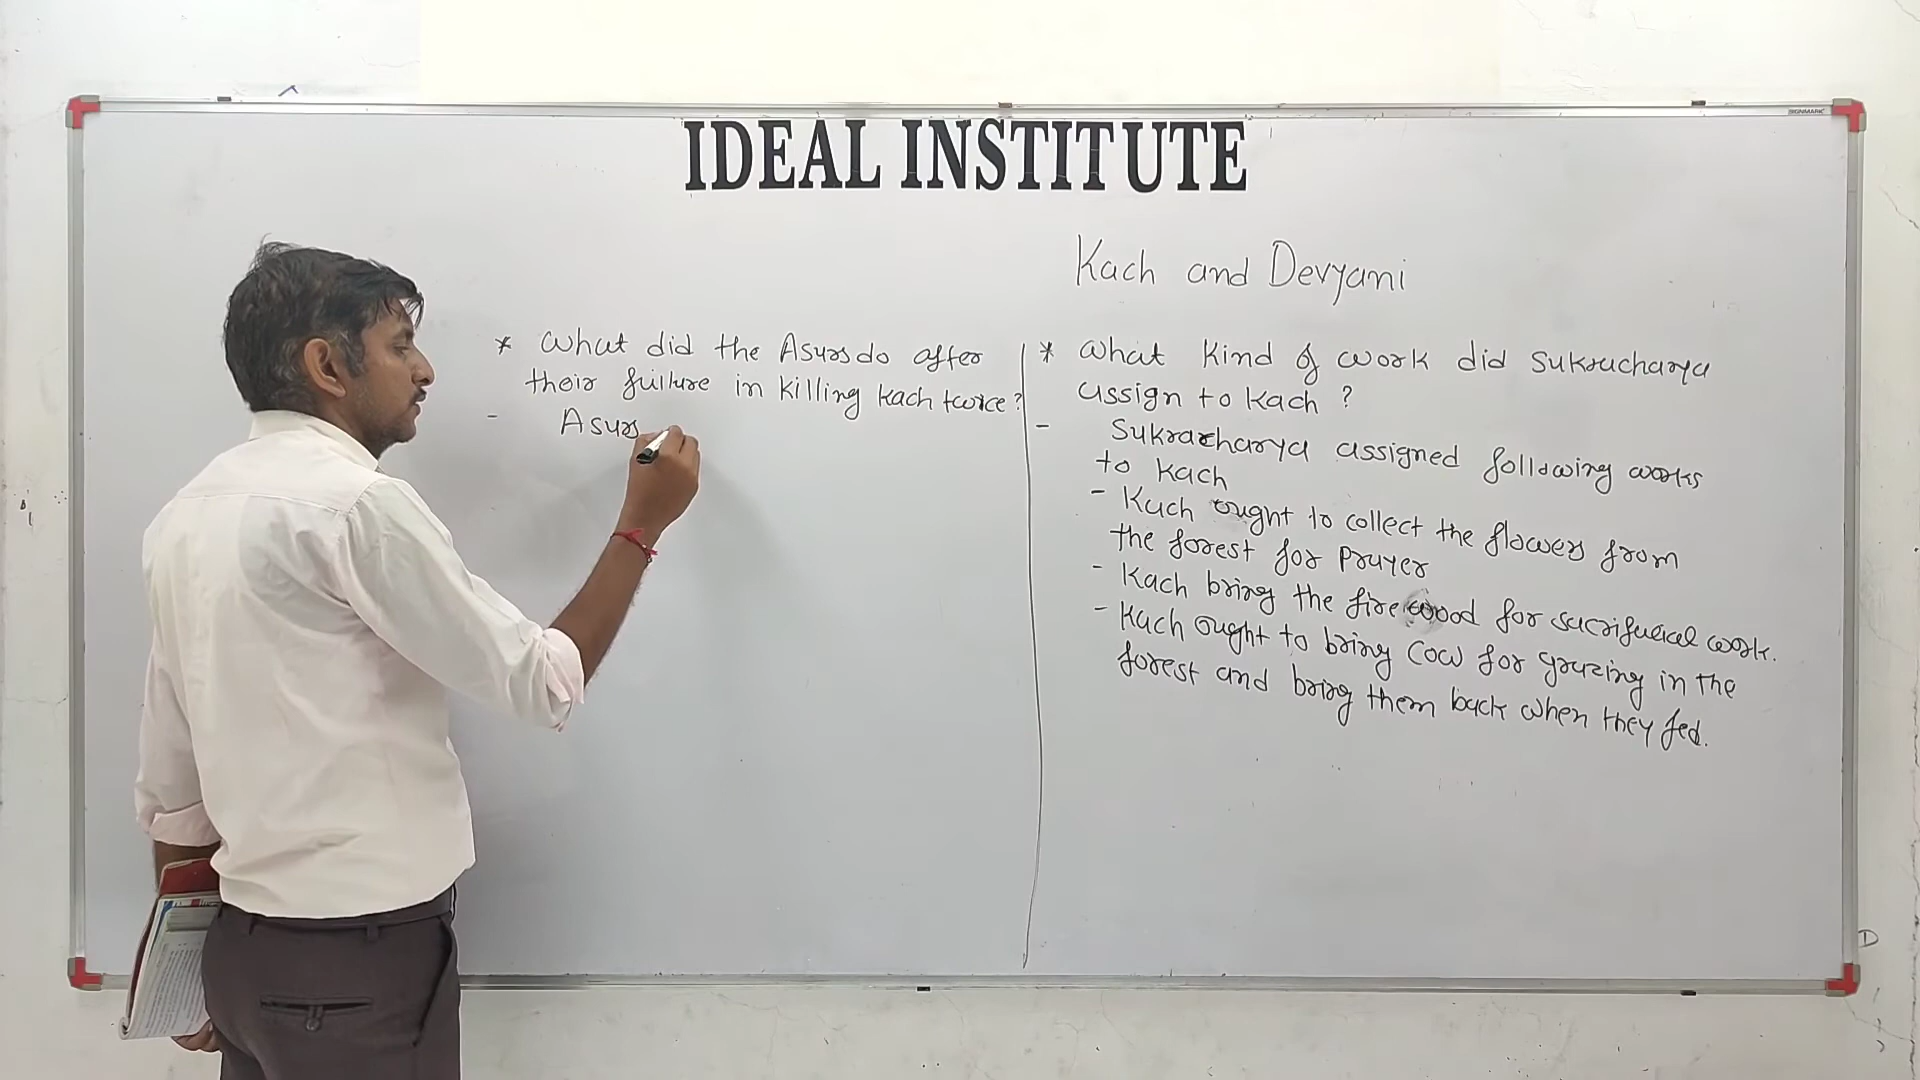 IDEAL INSTITUTE
Kach and Devyani
* What did the Asurs do after
their fuilure in killing kach twice?
- Asurs
* What kind of work did Sukracharya
assign to Kach ?
- Sukracharya assigned following works
to Kach
- Kach ought to collect the flowers from
the forest for prayer
- Kach bring the fire wood for sacrifulical work.
- Kach ought to bring Cow for grazing in the
forest and bring them back when they fed.
D